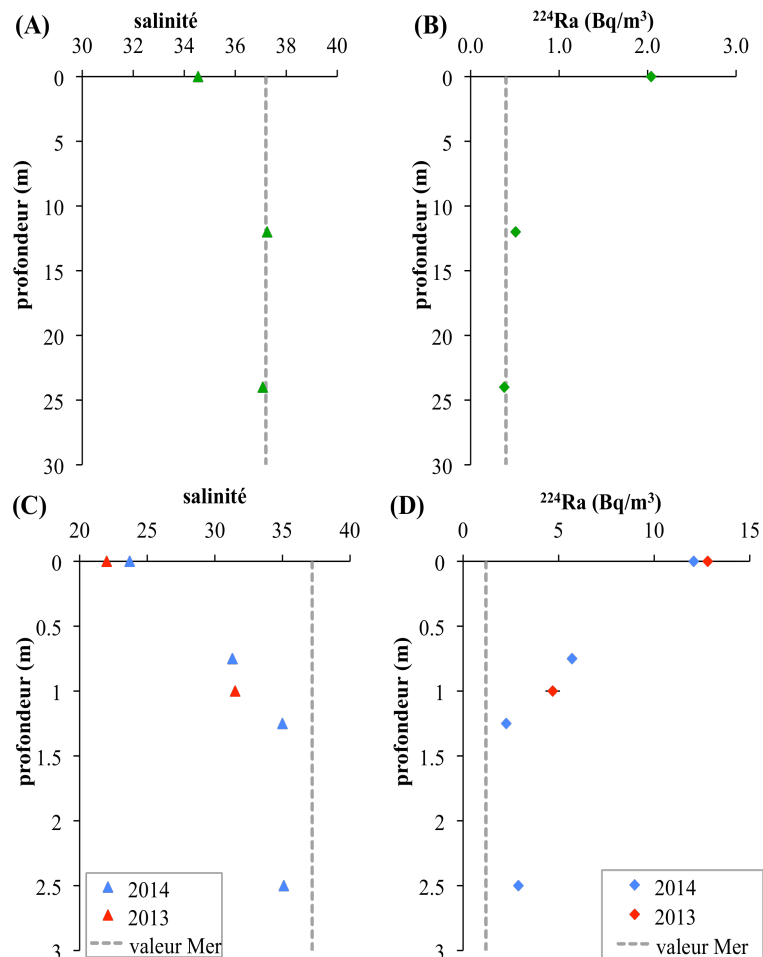 (A)
salinité
30 32 34 36 38 40
0
5
10
15
20
25
30
profondeur (m)
(B)
²²⁴Ra (Bq/m³)
0.0 1.0 2.0 3.0
0
5
10
15
20
25
30
profondeur (m)
(C)
salinité
20 25 30 35 40
0
0.5
1
1.5
2
2.5
3
profondeur (m)
2014
2013
valeur Mer
(D)
²²⁴Ra (Bq/m³)
0 5 10 15
0
0.5
1
1.5
2
2.5
3
profondeur (m)
2014
2013
valeur Mer